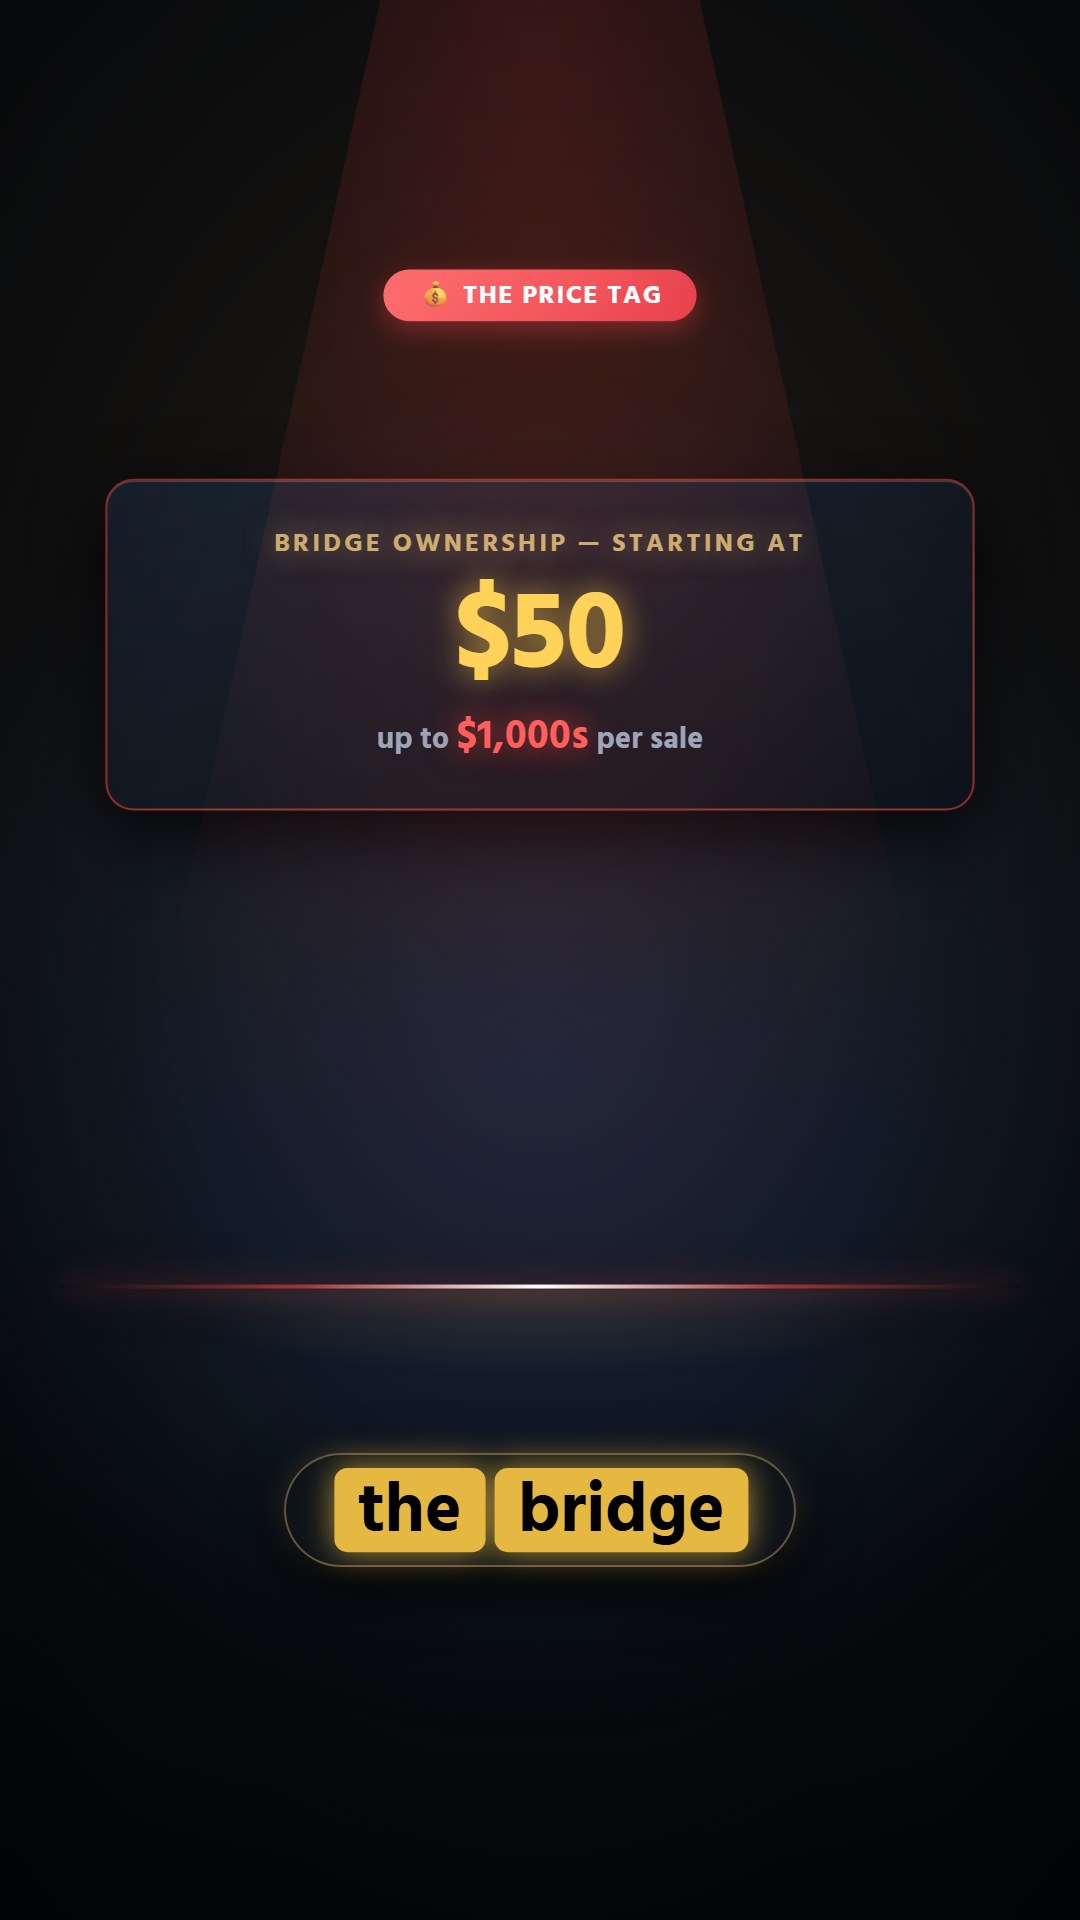 💰 THE PRICE TAG
BRIDGE OWNERSHIP — STARTING AT
$50
up to $1,000s per sale
the bridge